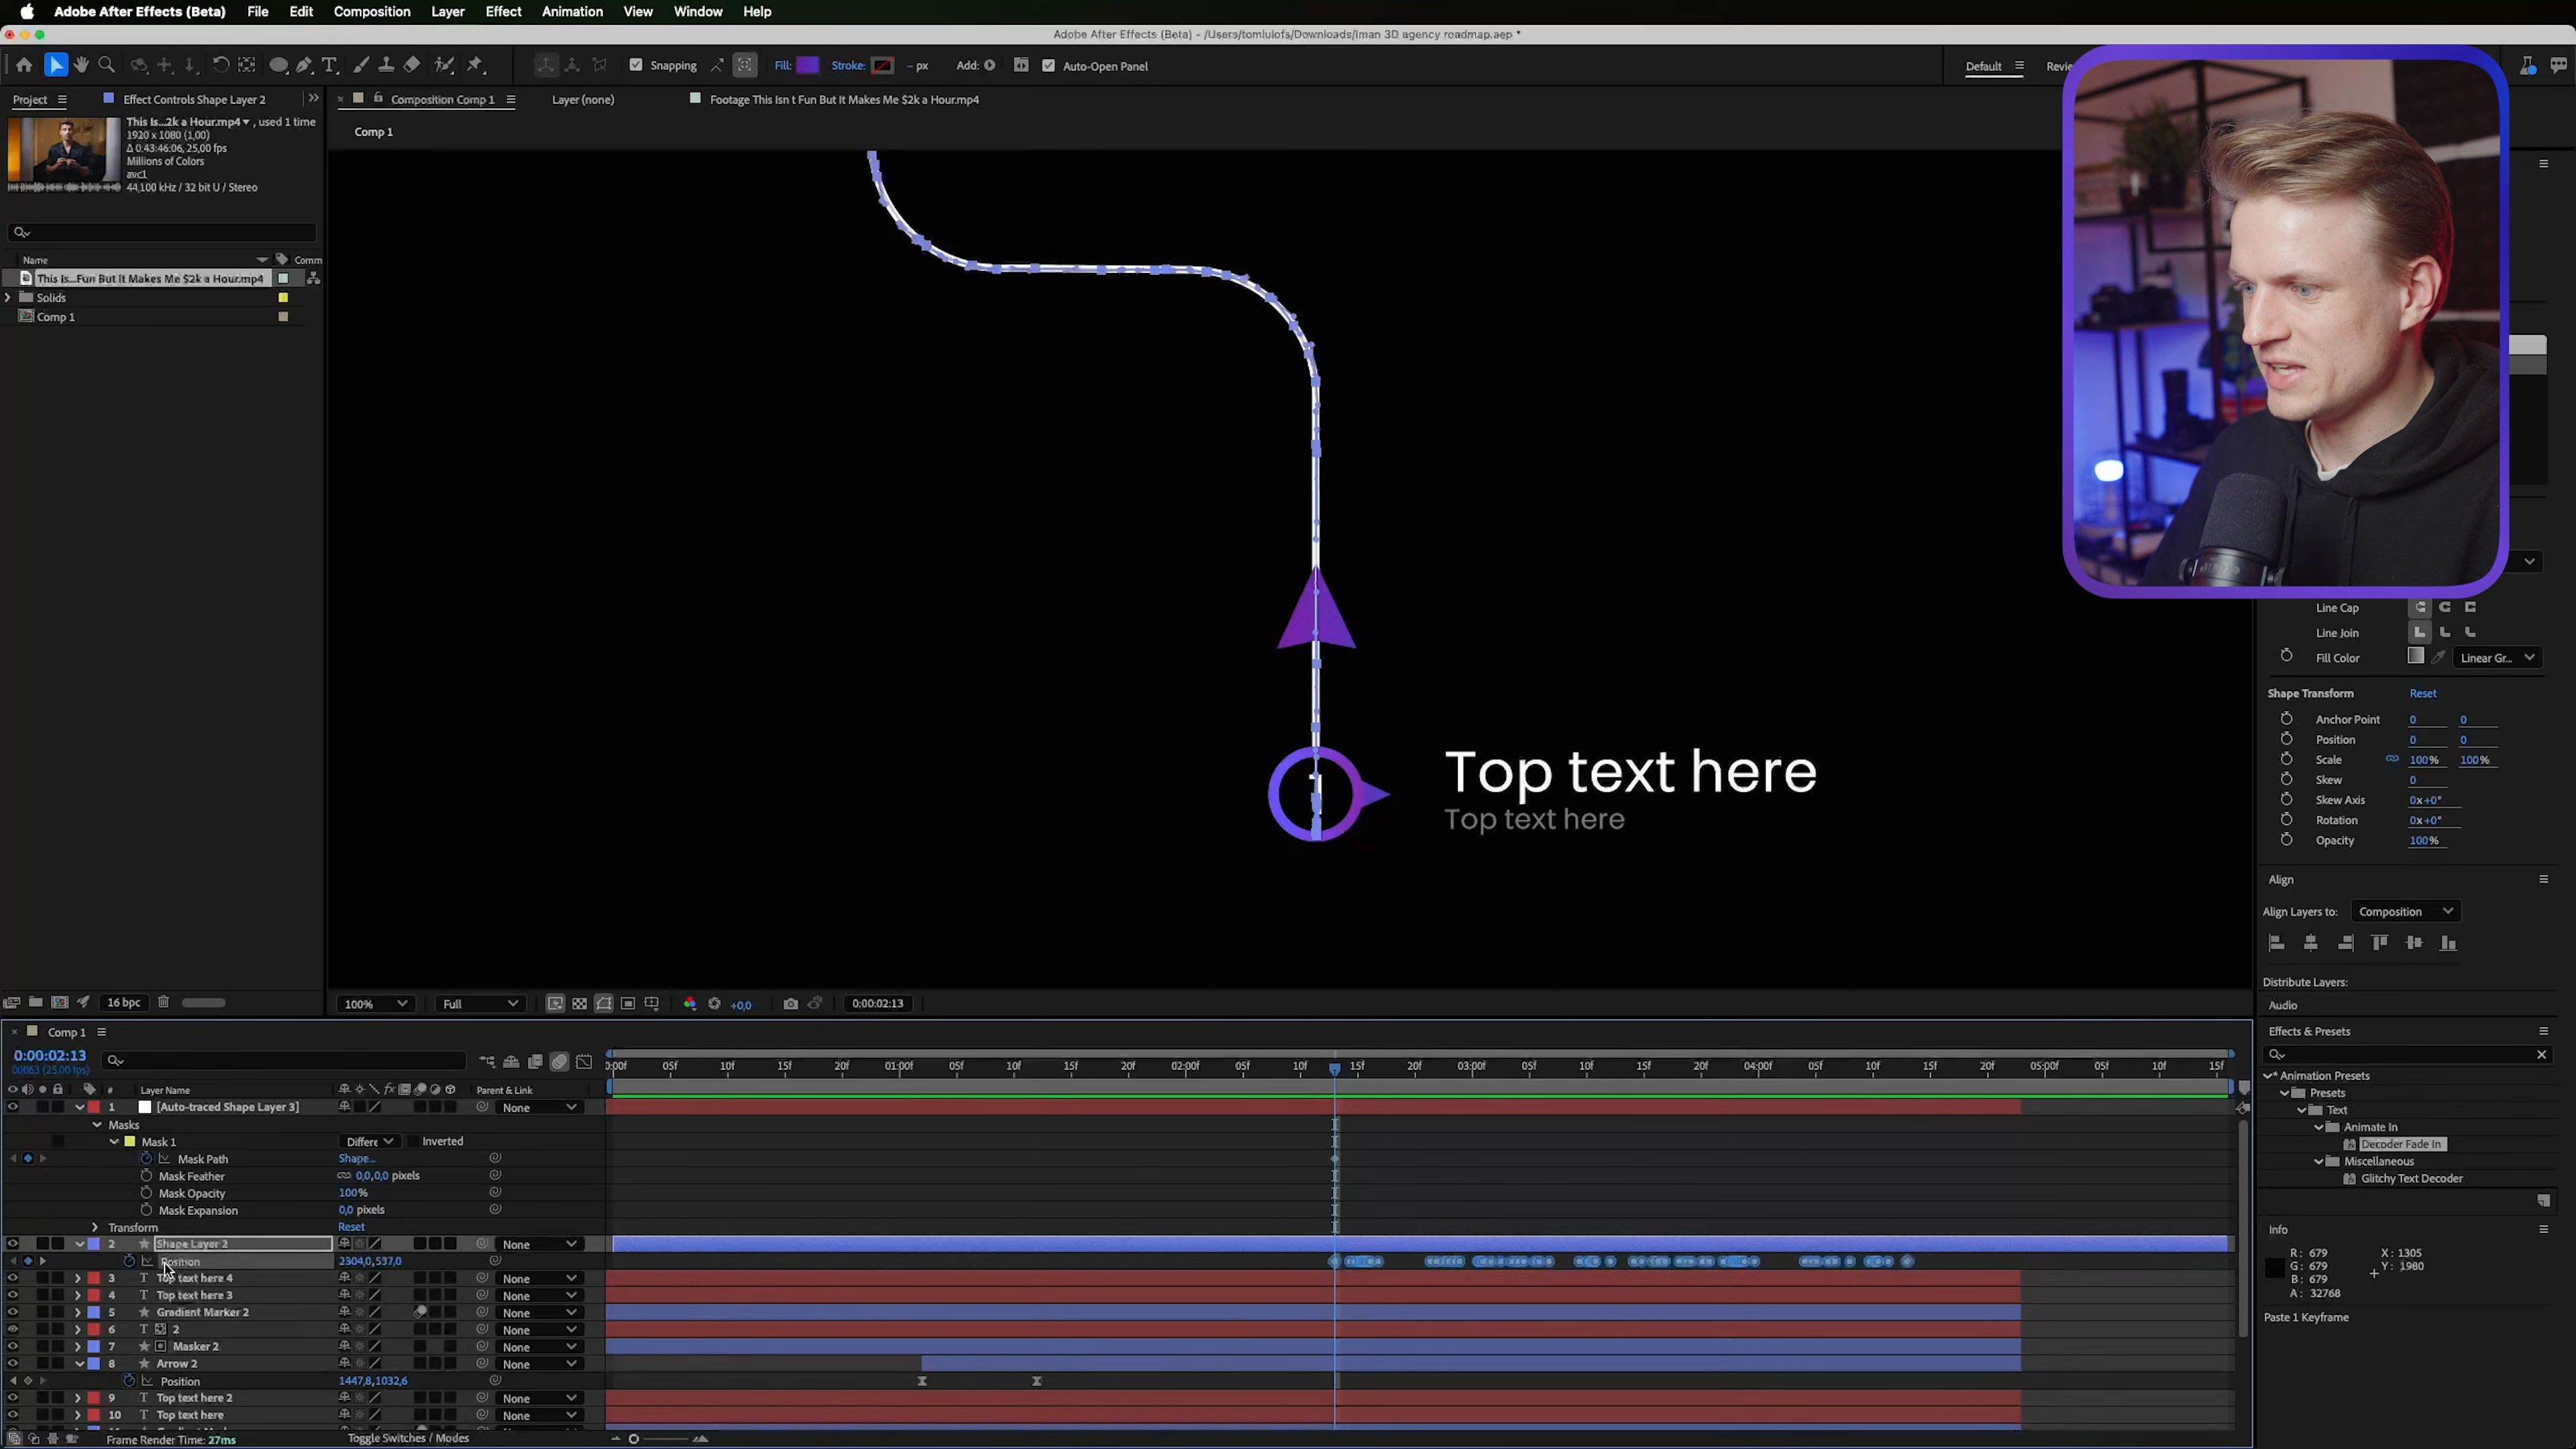 Adobe After Effects (Beta) File Edit Composition Layer Effect Animation View Window Help
Adobe After Effects (Beta) - /Users/tomlulofs/Downloads/Iman 3D agency roadmap.aep *
Snapping Fill: Stroke: - px Add: Auto-Open Panel Default
Project Effect Controls Shape Layer 2 Composition Comp 1 Layer (none) Footage This Isn t Fun But It Makes Me $2k a Hour.mp4
This Is...2k a Hour.mp4 , used 1 time
1920 x 1080 (1,00)
Δ 0:43:46:06, 25,00 fps
Millions of Colors
avc1
44,100 kHz / 32 bit U / Stereo
Comp 1
Name Comm
This Is...Fun But It Makes Me $2k a Hour.mp4
Solids
Comp 1
1
Top text here
Top text here
Line Cap
Line Join
Fill Color Linear Gr...
Shape Transform Reset
Anchor Point 0 0
Position 0 0
Scale 100% 100%
Skew 0
Skew Axis 0x+0°
Rotation 0x+0°
Opacity 100%
Align
Align Layers to: Composition
Distribute Layers:
Audio
Effects & Presets
Animation Presets
Presets
Text
Animate In
Decoder Fade In
Miscellaneous
Glitchy Text Decoder
Info
R: 679 X: 1305
G: 679 Y: 1980
B: 679
A: 32768
Paste 1 Keyframe
16 bpc 100% Full +0,0 0:00:02:13
Comp 1
0:00:02:13
00063 (25.00 fps)
:00f 05f 10f 15f 20f 01:00f 05f 10f 15f 20f 02:00f 05f 10f 15f 20f 03:00f 05f 10f 15f 20f 04:00f 05f 10f 15f 20f 05:00f 05f 10f 15f
# Layer Name Parent & Link
1 [Auto-traced Shape Layer 3] None
Masks
Mask 1 Differe Inverted
Mask Path Shape...
Mask Feather 0,0,0,0 pixels
Mask Opacity 100%
Mask Expansion 0,0 pixels
Transform Reset
2 Shape Layer 2 None
Position 2304,0,537,0
3 T Top text here 4 None
4 T Top text here 3 None
5 Gradient Marker 2 None
6 T 2 None
7 Masker 2 None
8 Arrow 2 None
Position 1447,8,1032,6
9 T Top text here 2 None
10 T Top text here None
Frame Render Time: 27ms Toggle Switches / Modes